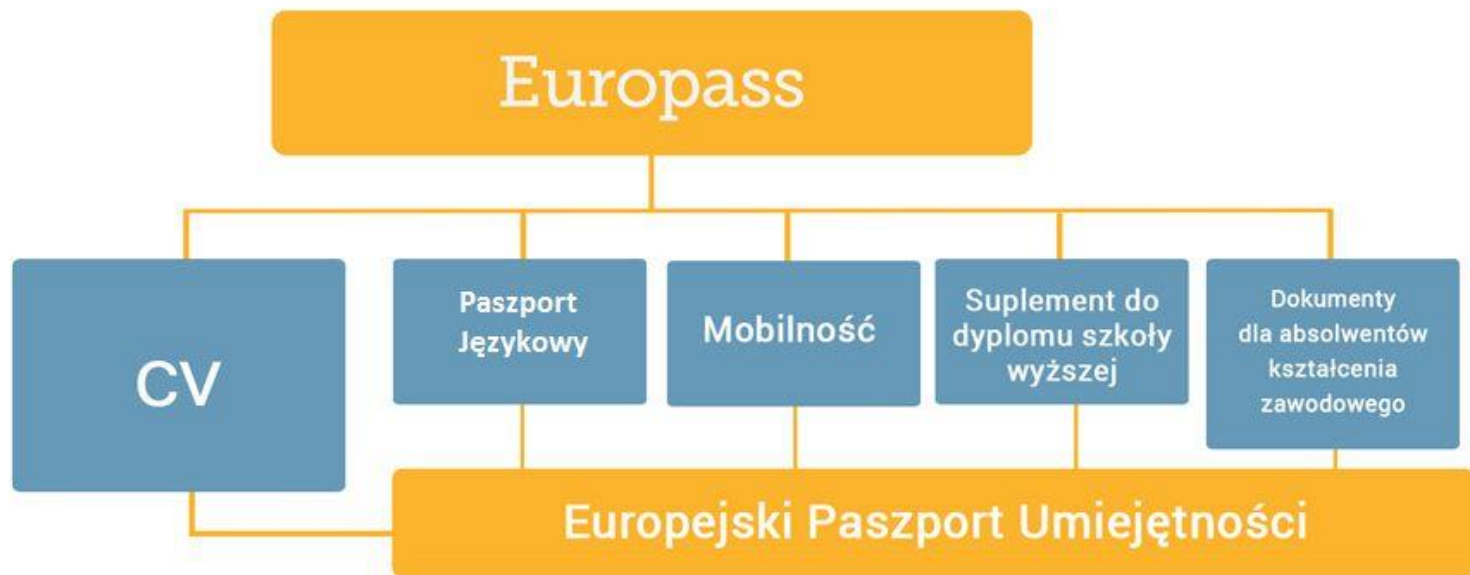 Europass
CV
Paszport
Językowy
Mobilność
Suplement do
dyplomu szkoły
wyższej
Dokumenty
dla absolwentów
kształcenia
zawodowego
Europejski Paszport Umiejętności